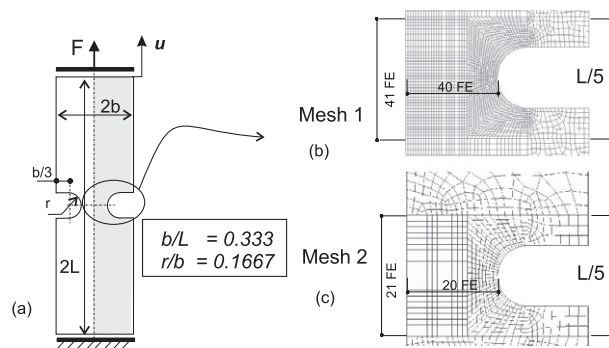 (a)
F
u
2b
b/3
r
2L
b/L = 0.333
r/b = 0.1667
Mesh 1
(b)
41 FE
40 FE
L/5
Mesh 2
(c)
21 FE
20 FE
L/5